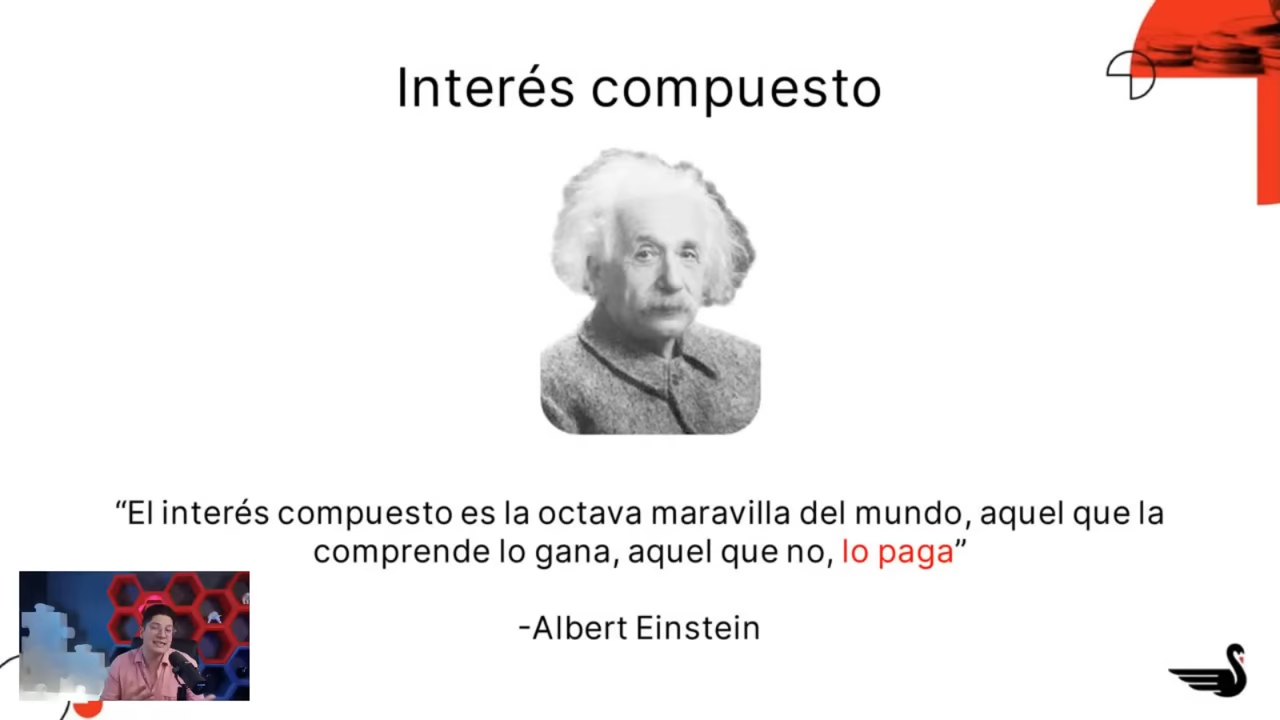 Interés compuesto
“El interés compuesto es la octava maravilla del mundo, aquel que la
comprende lo gana, aquel que no, lo paga”
-Albert Einstein